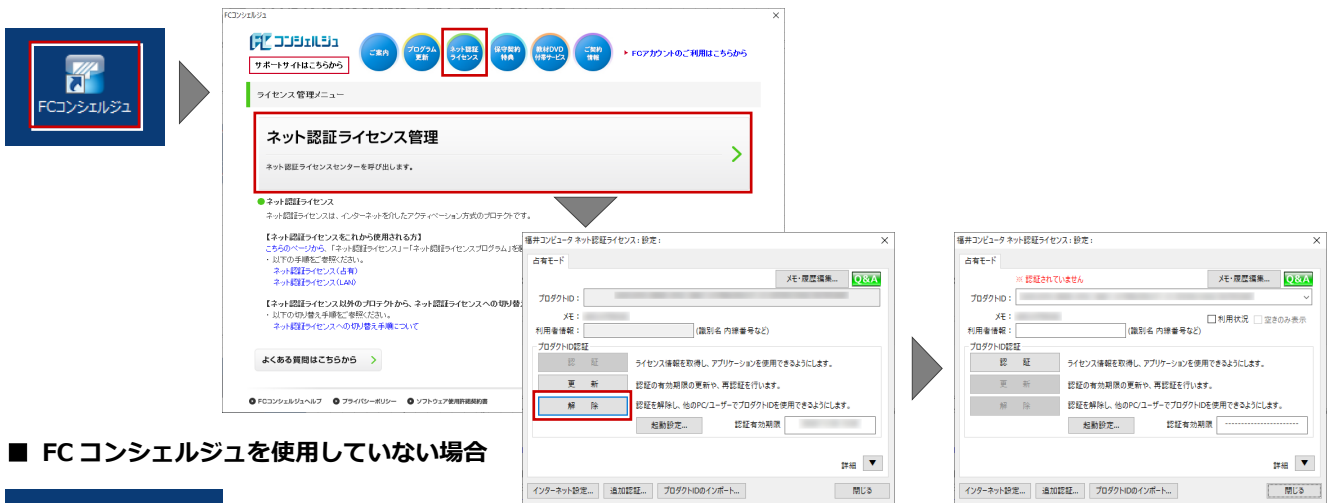 FCコンシェルジュ
FCコンシェルジュ
×
FC コンシェルジュ
サポートサイトはこちらから
ご案内
プログラム
更新
ネット認証
ライセンス
保守契約
特典
教材DVD
付帯サービス
ご契約
情報
FCアカウントのご利用はこちらから
ライセンス管理メニュー
ネット認証ライセンス管理
ネット認証ライセンスセンターを呼び出します。
ネット認証ライセンス
ネット認証ライセンスは、インターネットを介したアクティベーション方式のプロテクトです。
【ネット認証ライセンスをこれから使用される方】
こちらのページから、「ネット認証ライセンス」－「ネット認証ライセンスプログラム」を
・以下の手順をご参照ください。
ネット認証ライセンス(占有)
ネット認証ライセンス(LAN)
【ネット認証ライセンス以外のプロテクトから、ネット認証ライセンスへの切り替
・以下の切り替え手順をご参照ください。
ネット認証ライセンスへの切り替え手順について
よくある質問はこちらから
FCコンシェルジュヘルプ プライバシーポリシー ソフトウェア使用許諾契約書
■ FC コンシェルジュを使用していない場合
福井コンピュータ ネット認証ライセンス : 設定 : ×
占有モード
メモ・履歴編集... Q&A
プロダクトID :
メモ :
利用者情報 : (識別名 内線番号など)
プロダクトID認証
認 証 ライセンス情報を取得し、アプリケーションを使用できるようにします。
更 新 認証の有効期限の更新や、再認証を行います。
解 除 認証を解除し、他のPC/ユーザーでプロダクトIDを使用できるようにします。
起動設定... 認証有効期限
詳細 ▼
インターネット設定... 追加認証... プロダクトIDのインポート... 閉じる
福井コンピュータ ネット認証ライセンス : 設定 : ×
占有モード
※ 認証されていません メモ・履歴編集... Q&A
プロダクトID :
メモ : 利用状況 空きのみ表示
利用者情報 : (識別名 内線番号など)
プロダクトID認証
認 証 ライセンス情報を取得し、アプリケーションを使用できるようにします。
更 新 認証の有効期限の更新や、再認証を行います。
解 除 認証を解除し、他のPC/ユーザーでプロダクトIDを使用できるようにします。
起動設定... 認証有効期限 ----------------------
詳細 ▼
インターネット設定... 追加認証... プロダクトIDのインポート... 閉じる